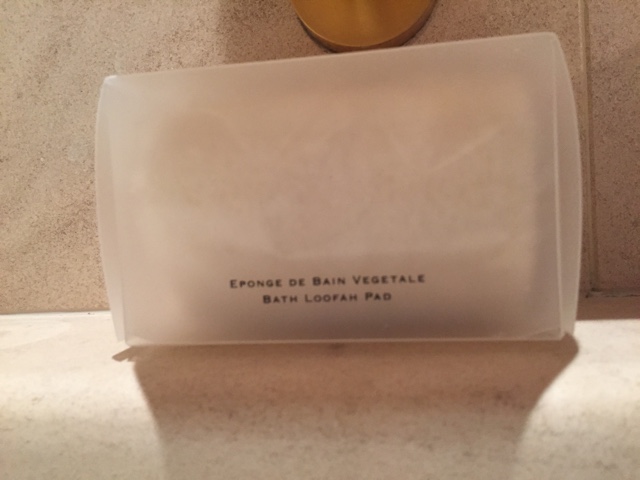 Eponge de Bain Vegetale
Bath Loofah Pad